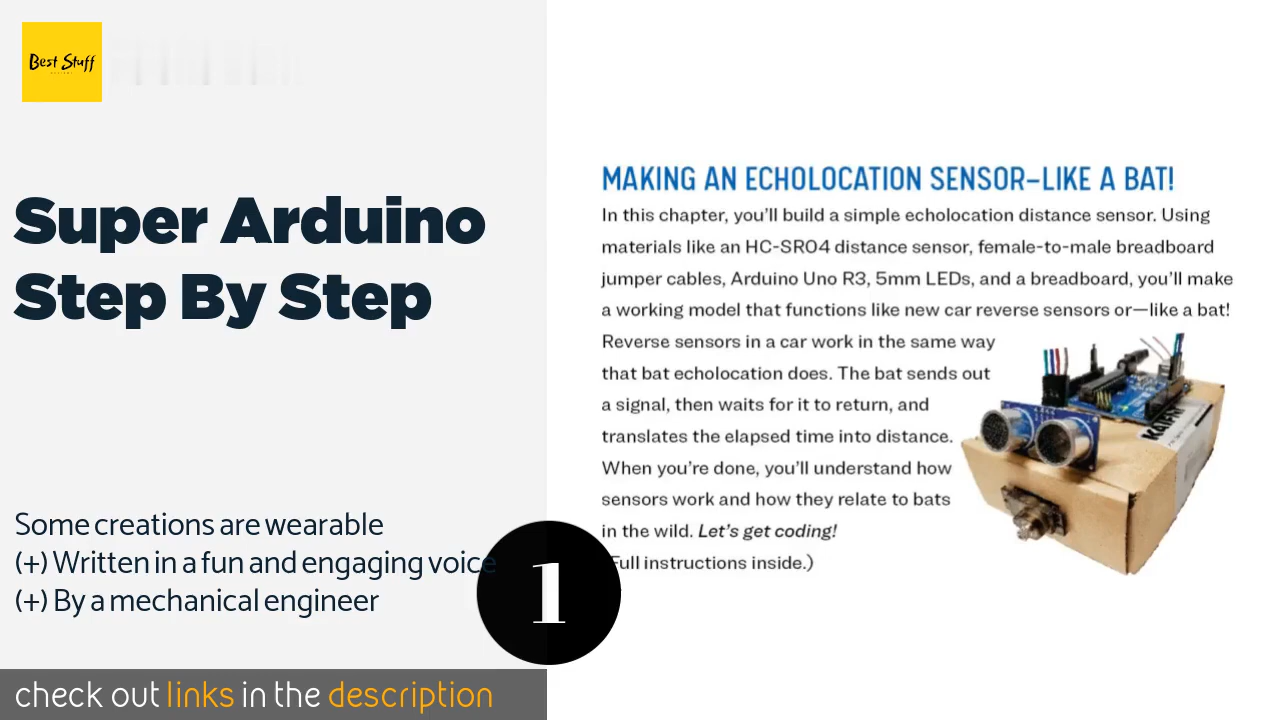 Best Stuff
Super Arduino
Step By Step
Some creations are wearable
(+) Written in a fun and engaging voice
(+) By a mechanical engineer
check out links in the description
1
MAKING AN ECHOLOCATION SENSOR–LIKE A BAT!
In this chapter, you’ll build a simple echolocation distance sensor. Using
materials like an HC-SR04 distance sensor, female-to-male breadboard
jumper cables, Arduino Uno R3, 5mm LEDs, and a breadboard, you’ll make
a working model that functions like new car reverse sensors or—like a bat!
Reverse sensors in a car work in the same way
that bat echolocation does. The bat sends out
a signal, then waits for it to return, and
translates the elapsed time into distance.
When you’re done, you’ll understand how
sensors work and how they relate to bats
in the wild. Let’s get coding!
Full instructions inside.)